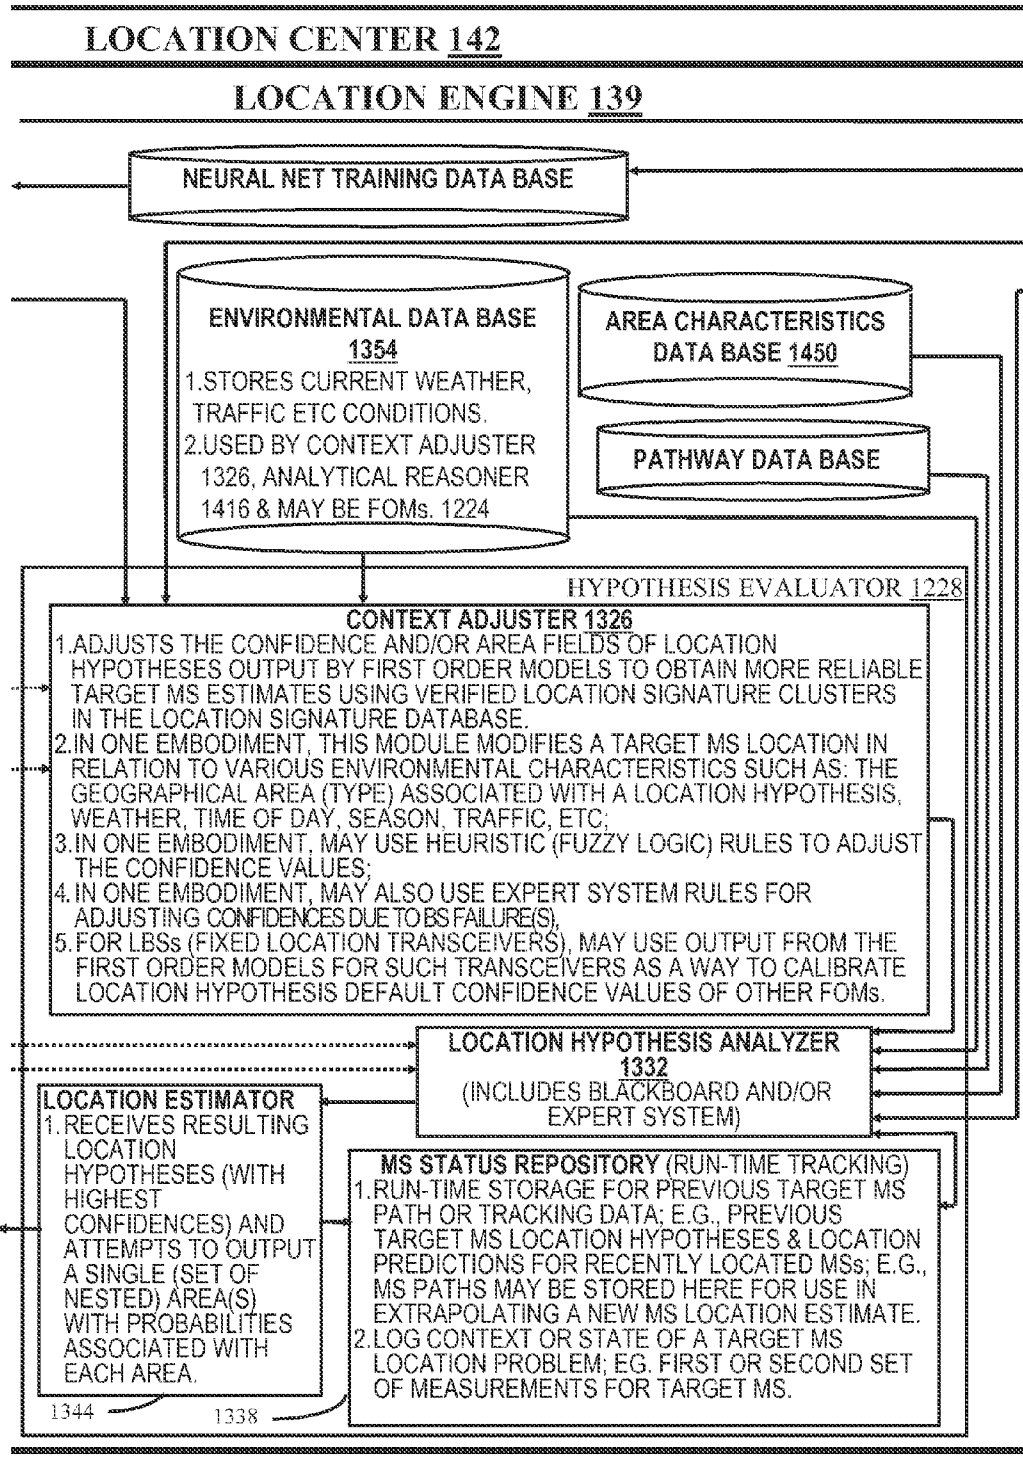 LOCATION CENTER 142
LOCATION ENGINE 139
NEURAL NET TRAINING DATA BASE
ENVIRONMENTAL DATA BASE
1354
1.STORES CURRENT WEATHER,
TRAFFIC ETC CONDITIONS.
2.USED BY CONTEXT ADJUSTER
1326, ANALYTICAL REASONER
1416 & MAY BE FOMs. 1224
AREA CHARACTERISTICS
DATA BASE 1450
PATHWAY DATA BASE
HYPOTHESIS EVALUATOR 1228
CONTEXT ADJUSTER 1326
1.ADJUSTS THE CONFIDENCE AND/OR AREA FIELDS OF LOCATION
HYPOTHESES OUTPUT BY FIRST ORDER MODELS TO OBTAIN MORE RELIABLE
TARGET MS ESTIMATES USING VERIFIED LOCATION SIGNATURE CLUSTERS
IN THE LOCATION SIGNATURE DATABASE.
2.IN ONE EMBODIMENT, THIS MODULE MODIFIES A TARGET MS LOCATION IN
RELATION TO VARIOUS ENVIRONMENTAL CHARACTERISTICS SUCH AS: THE
GEOGRAPHICAL AREA (TYPE) ASSOCIATED WITH A LOCATION HYPOTHESIS,
WEATHER, TIME OF DAY, SEASON, TRAFFIC, ETC;
3.IN ONE EMBODIMENT, MAY USE HEURISTIC (FUZZY LOGIC) RULES TO ADJUST
THE CONFIDENCE VALUES;
4.IN ONE EMBODIMENT, MAY ALSO USE EXPERT SYSTEM RULES FOR
ADJUSTING CONFIDENCES DUE TO BS FAILURE(S),
5. FOR LBSs (FIXED LOCATION TRANSCEIVERS), MAY USE OUTPUT FROM THE
FIRST ORDER MODELS FOR SUCH TRANSCEIVERS AS A WAY TO CALIBRATE
LOCATION HYPOTHESIS DEFAULT CONFIDENCE VALUES OF OTHER FOMs.
LOCATION HYPOTHESIS ANALYZER
1332
(INCLUDES BLACKBOARD AND/OR
EXPERT SYSTEM)
LOCATION ESTIMATOR
1.RECEIVES RESULTING
LOCATION
HYPOTHESES (WITH
HIGHEST
CONFIDENCES) AND
ATTEMPTS TO OUTPUT
A SINGLE (SET OF
NESTED) AREA(S)
WITH PROBABILITIES
ASSOCIATED WITH
EACH AREA.
1344
MS STATUS REPOSITORY (RUN-TIME TRACKING)
1.RUN-TIME STORAGE FOR PREVIOUS TARGET MS
PATH OR TRACKING DATA; E.G., PREVIOUS
TARGET MS LOCATION HYPOTHESES & LOCATION
PREDICTIONS FOR RECENTLY LOCATED MSs; E.G.,
MS PATHS MAY BE STORED HERE FOR USE IN
EXTRAPOLATING A NEW MS LOCATION ESTIMATE.
2.LOG CONTEXT OR STATE OF A TARGET MS
LOCATION PROBLEM; EG. FIRST OR SECOND SET
OF MEASUREMENTS FOR TARGET MS.
1338